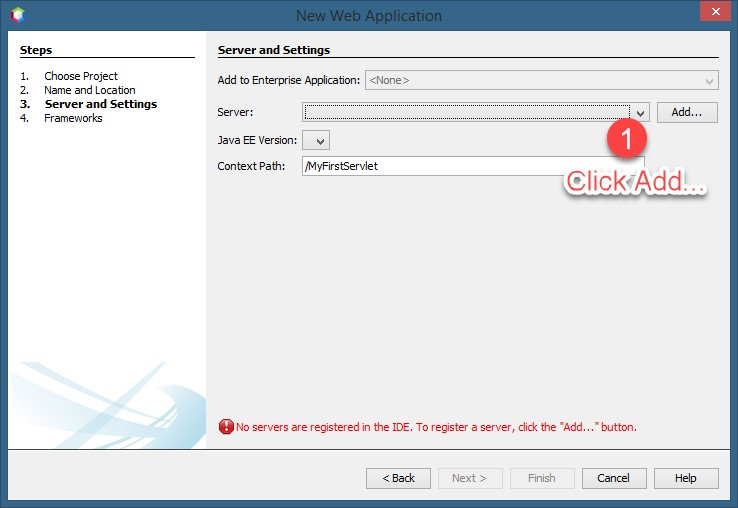 New Web Application
Steps
1. Choose Project
2. Name and Location
3. Server and Settings
4. Frameworks
Server and Settings
Add to Enterprise Application: <None>
Server: Add...
Java EE Version:
1
Context Path: /MyFirstServlet
Click Add...
No servers are registered in the IDE. To register a server, click the "Add..." button.
< Back Next > Finish Cancel Help